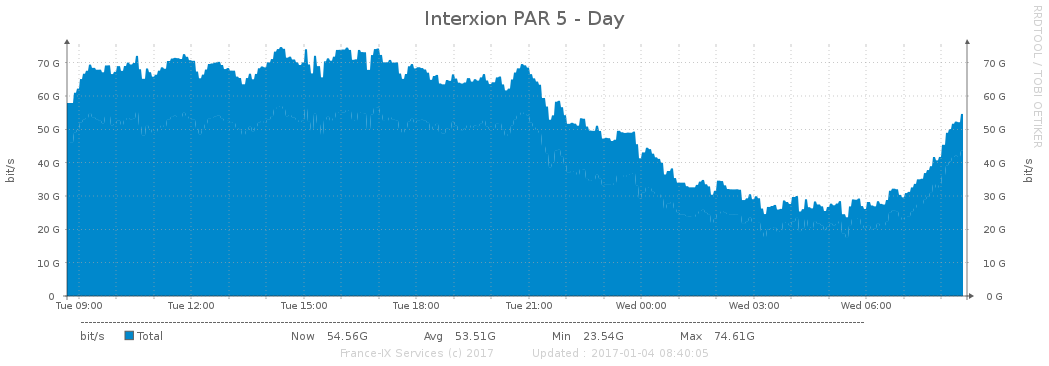 Interxion PAR 5 - Day
RRDTOOL / TOBI OETIKER
bit/s
70 G 70 G
60 G 60 G
50 G 50 G
40 G 40 G
30 G 30 G
20 G 20 G
10 G 10 G
0 0 G
bit/s
Tue 09:00 Tue 12:00 Tue 15:00 Tue 18:00 Tue 21:00 Wed 00:00 Wed 03:00 Wed 06:00
bit/s Total Now 54.56G Avg 53.51G Min 23.54G Max 74.61G
France-IX Services (c) 2017 Updated : 2017-01-04 08:40:05